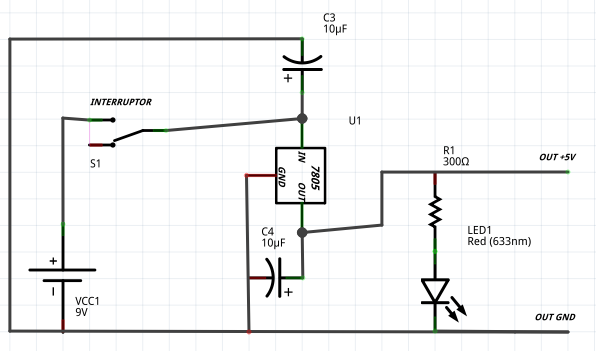 C3
10µF
+
INTERRUPTOR
U1
S1
IN
GND
7805
OUT
R1
300Ω
OUT +5V
C4
10µF
+
LED1
Red (633nm)
+
VCC1
9V
OUT GND